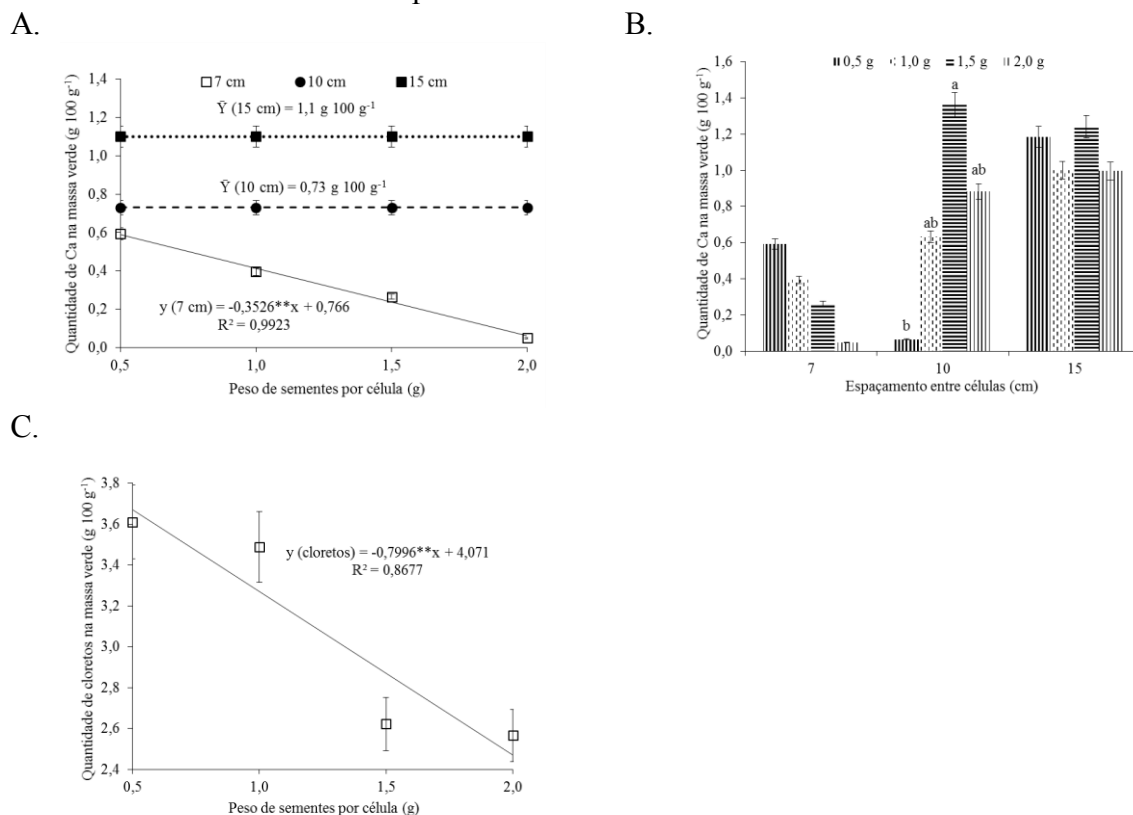 A.
B.
Quantidade de Ca na massa verde (g 100 g-1)
1,4
1,2
1,0
0,8
0,6
0,4
0,2
0,0
7 cm 10 cm 15 cm
Ȳ (15 cm) = 1,1 g 100 g-1
Ȳ (10 cm) = 0,73 g 100 g-1
y (7 cm) = -0,3526**x + 0,766
R² = 0,9923
0,5 1,0 1,5 2,0
Peso de sementes por célula (g)
Quantidade de Ca na massa verde (g 100 g-1)
1,6
1,4
1,2
1,0
0,8
0,6
0,4
0,2
0,0
0,5 g 1,0 g 1,5 g 2,0 g
a
ab
ab
b
7 10 15
Espaçamento entre células (cm)
C.
Quantidade de cloretos na massa verde (g 100 g-1)
3,8
3,6
3,4
3,2
3,0
2,8
2,6
2,4
y (cloretos) = -0,7996**x + 4,071
R² = 0,8677
0,5 1,0 1,5 2,0
Peso de sementes por célula (g)